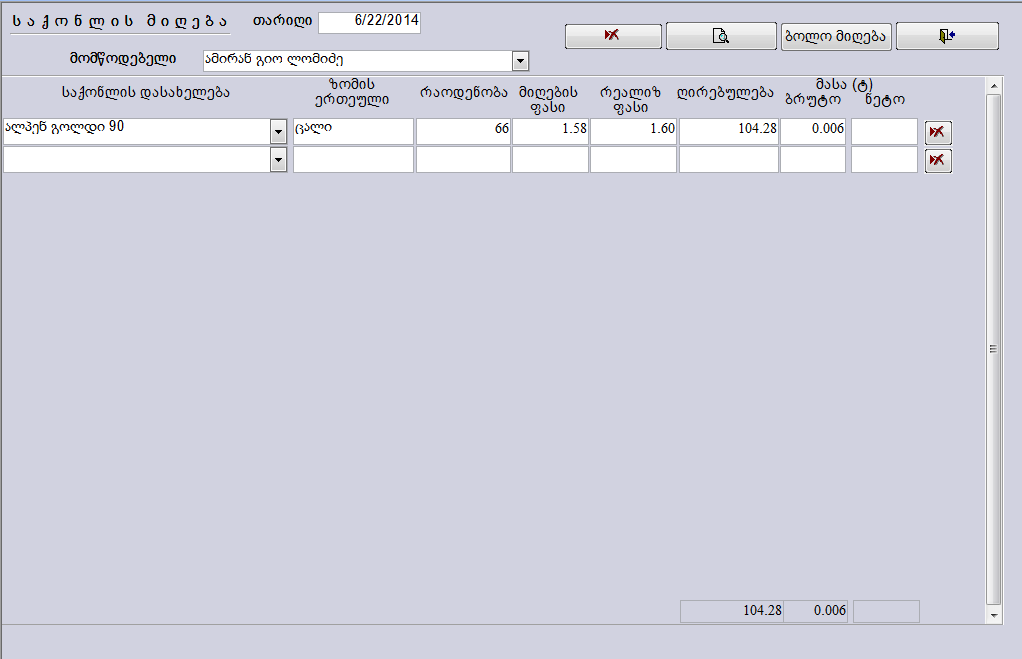 საქონლის მიღება თარიღი 6/22/2014
ბოლო მიღება
მომწოდებელი ამირან გიო ლომიძე
საქონლის დასახელება ზომის ერთეული რაოდენობა მიღების ფასი რეალიზ ფასი ღირებულება მასა (ტ) ბრუტო ნეტო
ალპენ გოლდი 90 ცალი 66 1.58 1.60 104.28 0.006
104.28 0.006